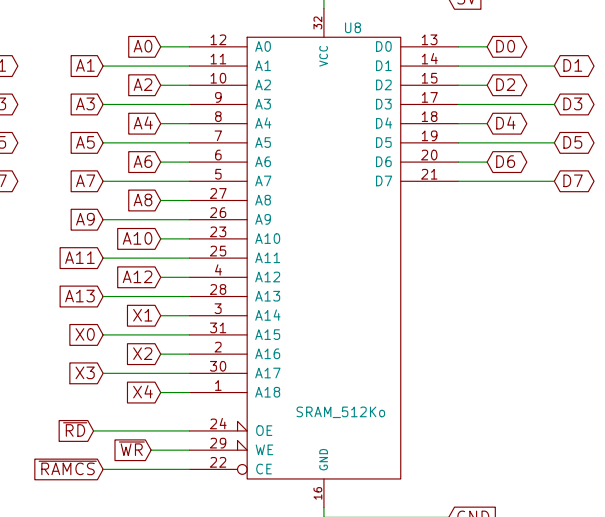 5V
32
U8
VCC
A0 12 A0 D0 13 D0
1 A1 11 A1 D1 14 D1
A2 10 A2 D2 15 D2
3 A3 9 A3 D3 17 D3
A4 8 A4 D4 18 D4
5 A5 7 A5 D5 19 D5
A6 6 A6 D6 20 D6
7 A7 5 A7 D7 21 D7
A8 27 A8
A9 26 A9
A10 23 A10
A11 25 A11
A12 4 A12
A13 28 A13
X1 3 A14
X0 31 A15
X2 2 A16
X3 30 A17
X4 1 A18
SRAM_512Ko
RD 24 OE
WR 29 WE
RAMCS 22 CE
GND
16
GND